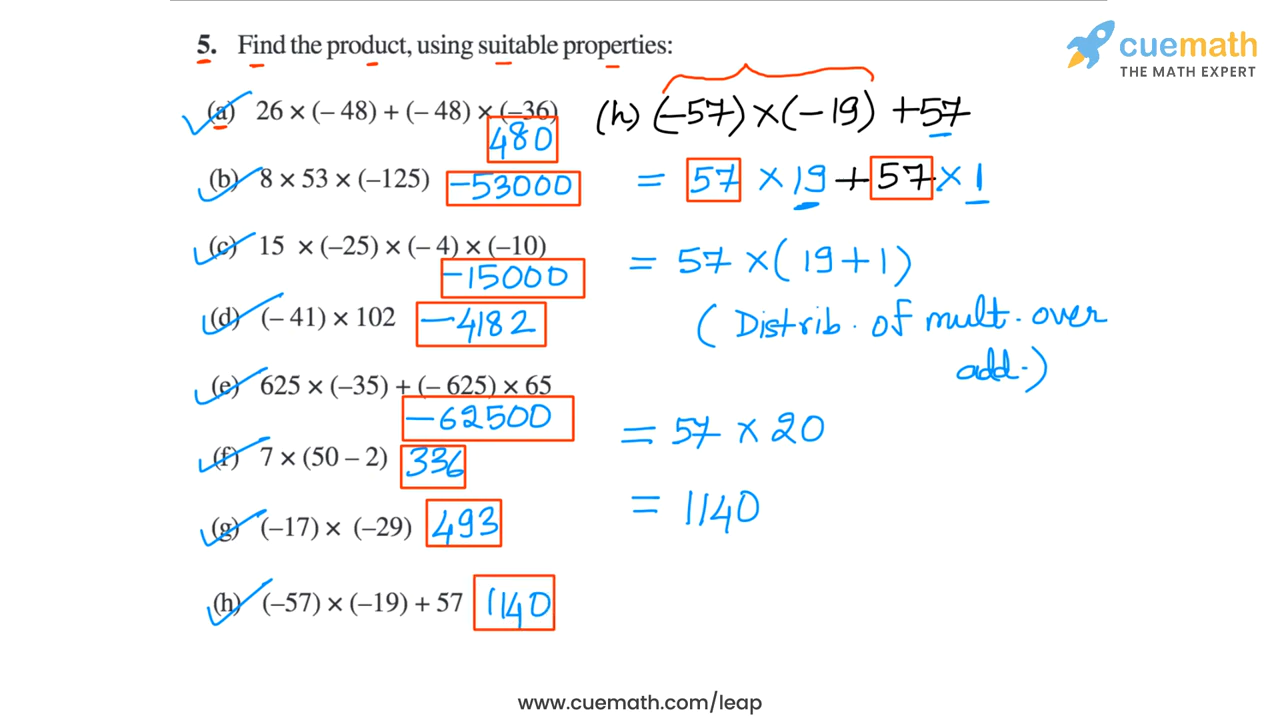 5. Find the product, using suitable properties:
cuemath
THE MATH EXPERT
(a) 26 × (– 48) + (– 48) × (–36)
480
(b) 8 × 53 × (–125) –53000
(c) 15 × (–25) × (– 4) × (–10)
–15000
(d) (– 41) × 102 –4182
(e) 625 × (–35) + (– 625) × 65
–62500
(f) 7 × (50 – 2) 336
(g) (–17) × (–29) 493
(h) (–57) × (–19) + 57 1140
(h) (–57) × (–19) + 57
= 57 × 19 + 57 × 1
= 57 × ( 19 + 1 )
( Distrib. of mult. over
add. )
= 57 × 20
= 1140
www.cuemath.com/leap